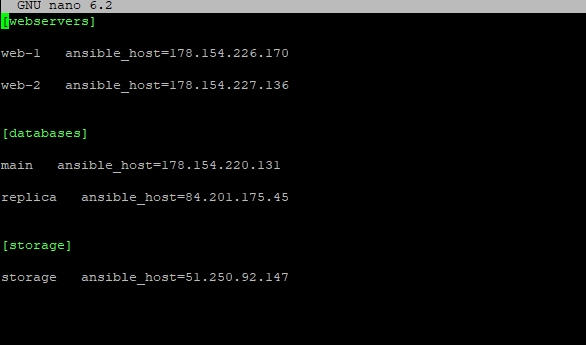 GNU nano 6.2
[webservers]
web-1 ansible_host=178.154.226.170
web-2 ansible_host=178.154.227.136
[databases]
main ansible_host=178.154.220.131
replica ansible_host=84.201.175.45
[storage]
storage ansible_host=51.250.92.147